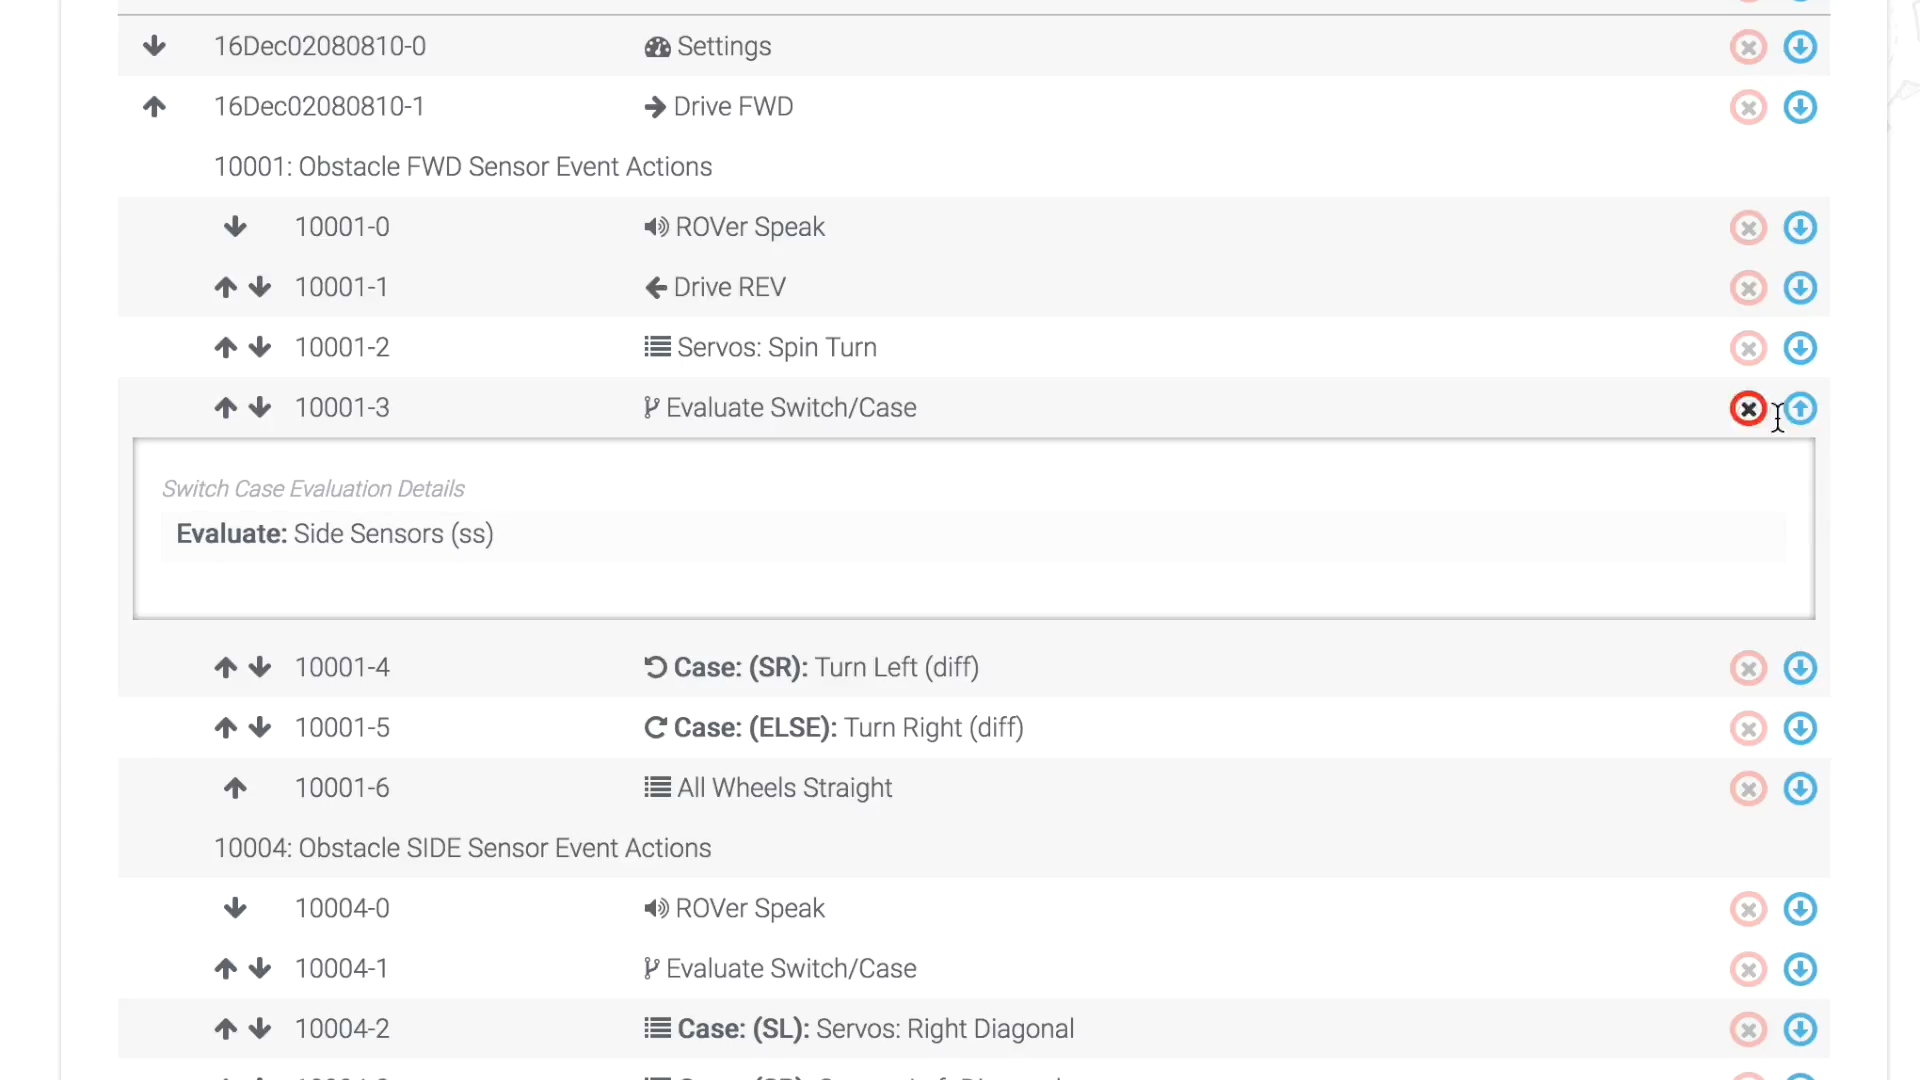 16Dec02080810-0 Settings
16Dec02080810-1 Drive FWD
10001: Obstacle FWD Sensor Event Actions
10001-0 ROVer Speak
10001-1 Drive REV
10001-2 Servos: Spin Turn
10001-3 Evaluate Switch/Case
Switch Case Evaluation Details
Evaluate: Side Sensors (ss)
10001-4 Case: (SR): Turn Left (diff)
10001-5 Case: (ELSE): Turn Right (diff)
10001-6 All Wheels Straight
10004: Obstacle SIDE Sensor Event Actions
10004-0 ROVer Speak
10004-1 Evaluate Switch/Case
10004-2 Case: (SL): Servos: Right Diagonal